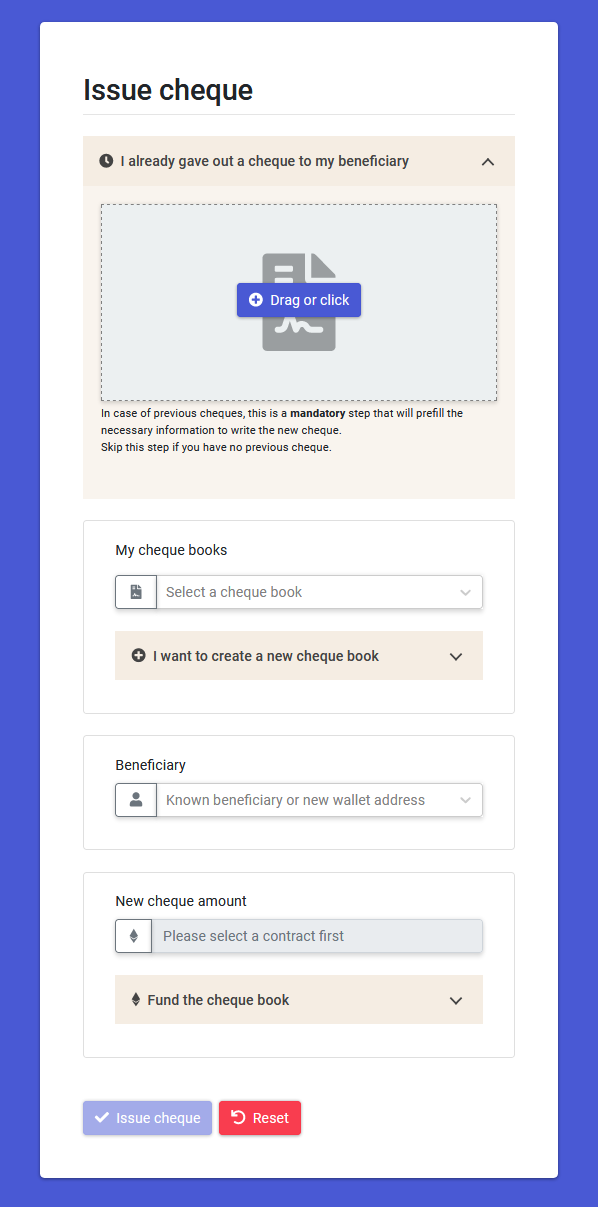 Issue cheque
I already gave out a cheque to my beneficiary
Drag or click
In case of previous cheques, this is a mandatory step that will prefill the
necessary information to write the new cheque.
Skip this step if you have no previous cheque.
My cheque books
Select a cheque book
I want to create a new cheque book
Beneficiary
Known beneficiary or new wallet address
New cheque amount
Please select a contract first
Fund the cheque book
Issue cheque
Reset